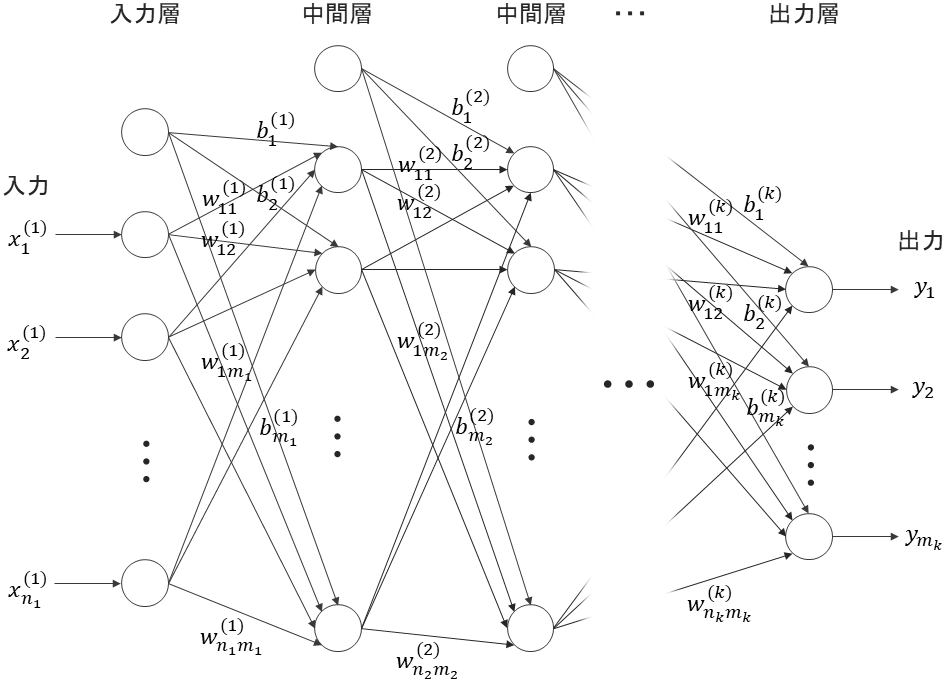 入力層 中間層 中間層 … 出力層
b_1^{(1)}
b_1^{(2)}
b_2^{(2)}
入力
w_{11}^{(1)} b_2^{(1)}
w_{11}^{(2)}
w_{12}^{(2)}
w_{11}^{(k)} b_1^{(k)}
x_1^{(1)}
w_{12}^{(1)}
出力
y_1
w_{12}^{(k)} b_2^{(k)}
x_2^{(1)}
w_{1m_1}^{(1)}
w_{1m_2}^{(2)}
w_{1m_k}^{(k)}
y_2
b_{m_1}^{(1)}
b_{m_2}^{(2)}
b_{m_k}^{(k)}
y_{m_k}
x_{n_1}^{(1)}
w_{n_1m_1}^{(1)}
w_{n_2m_2}^{(2)}
w_{n_km_k}^{(k)}